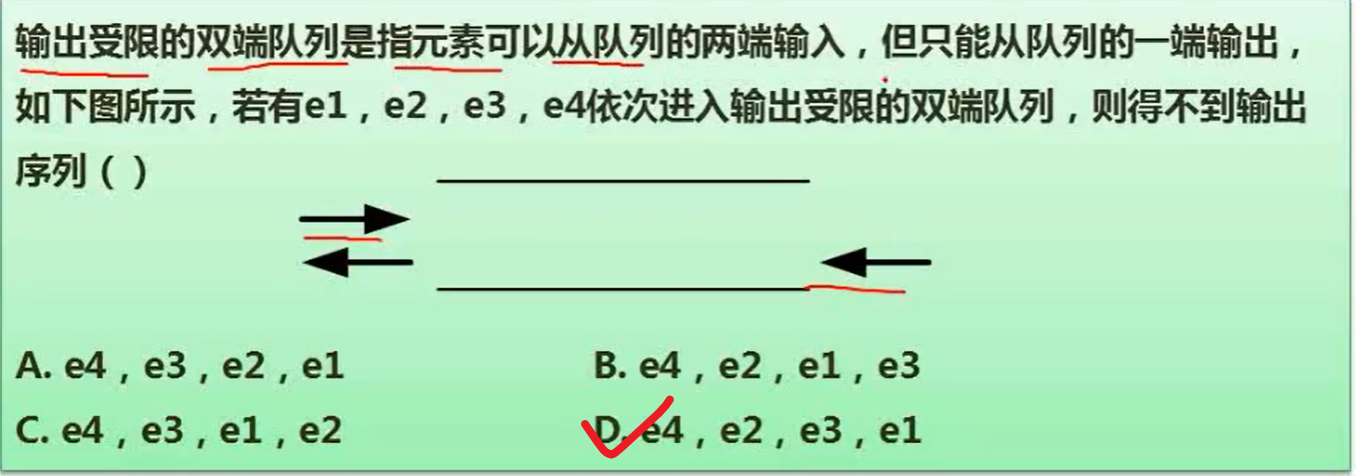 输出受限的双端队列是指元素可以从队列的两端输入，但只能从队列的一端输出，
如下图所示，若有e1，e2，e3，e4依次进入输出受限的双端队列，则得不到输出
序列（ ）
A. e4，e3，e2，e1
B. e4，e2，e1，e3
C. e4，e3，e1，e2
D. e4，e2，e3，e1